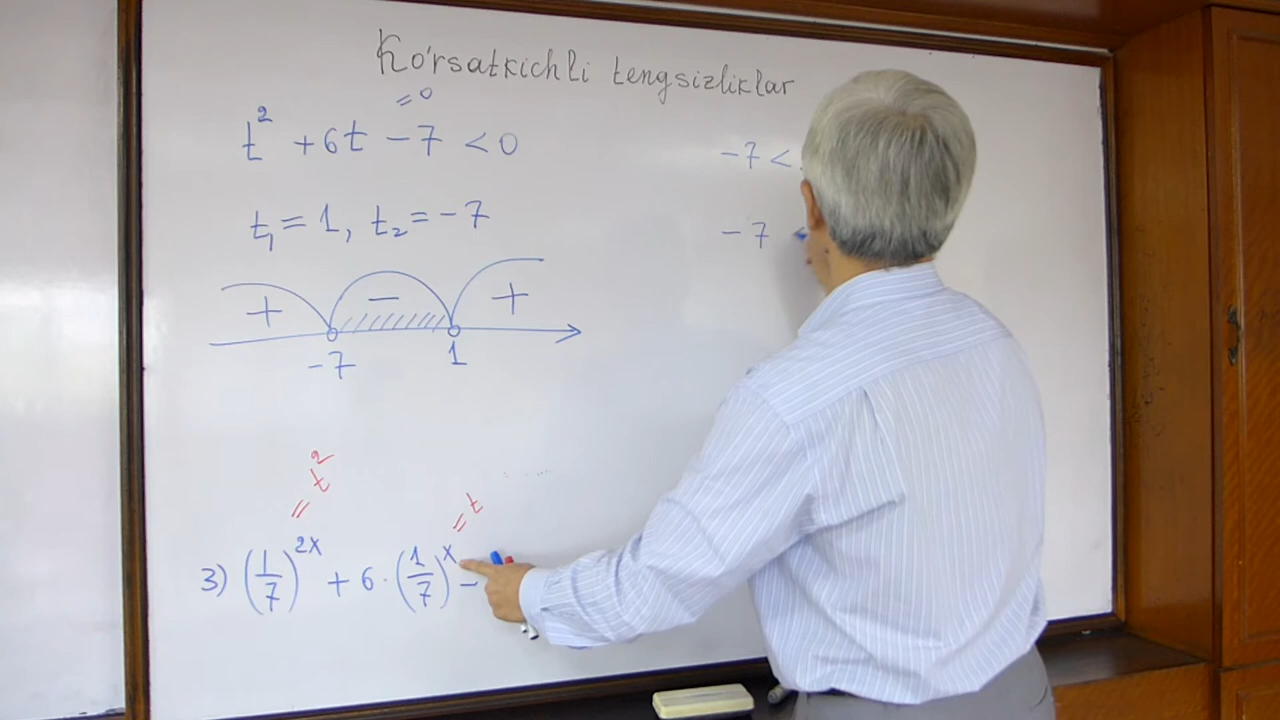 Ko'rsatkichli tengsizliklar
= 0
t² + 6t - 7 < 0
t₁ = 1, t₂ = -7
+ - +
-7 1
= t²
= t
3) (1/7)^2x + 6 · (1/7)^x -
-7 <
-7 <